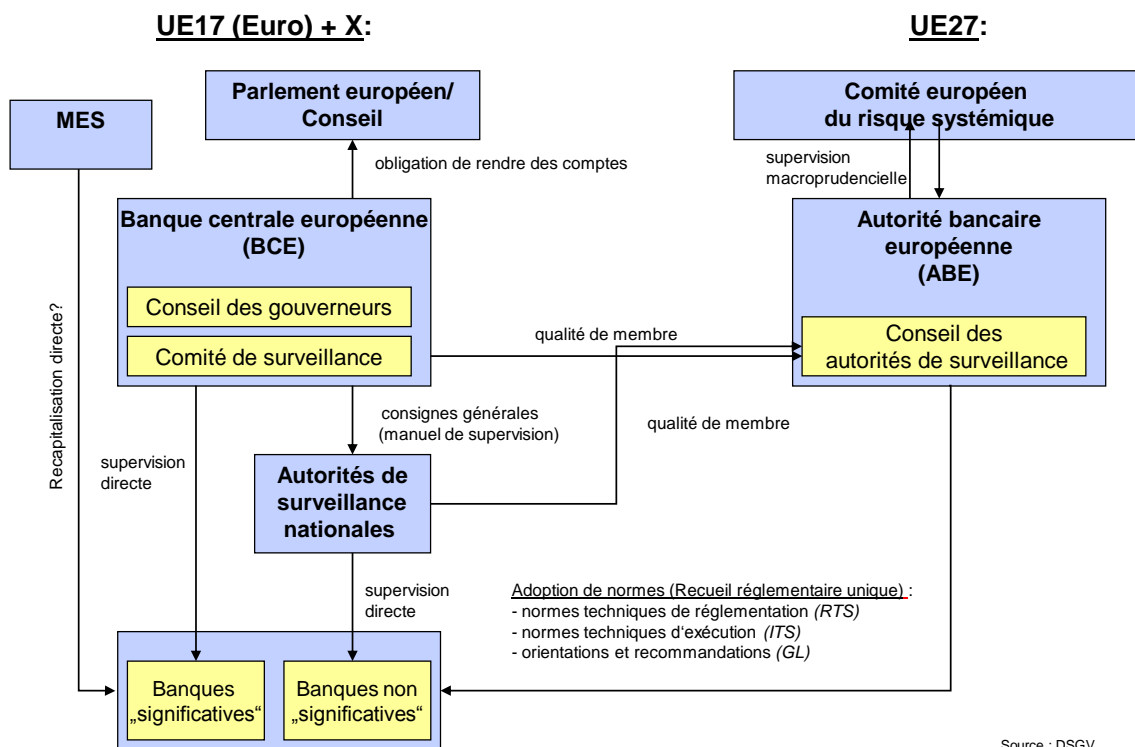 UE17 (Euro) + X:
UE27:
MES
Parlement européen/
Conseil
Comité européen
du risque systémique
obligation de rendre des comptes
supervision
macroprudencielle
Banque centrale européenne
(BCE)
Conseil des gouverneurs
Comité de surveillance
Autorité bancaire
européenne
(ABE)
Conseil des
autorités de surveillance
Recapitalisation directe?
qualité de membre
consignes générales
(manuel de supervision)
qualité de membre
supervision
directe
Autorités de
surveillance
nationales
supervision
directe
Adoption de normes (Recueil réglementaire unique) :
- normes techniques de réglementation (RTS)
- normes techniques d‘exécution (ITS)
- orientations et recommandations (GL)
Banques
„significatives“
Banques non
„significatives“
Source : DSGV